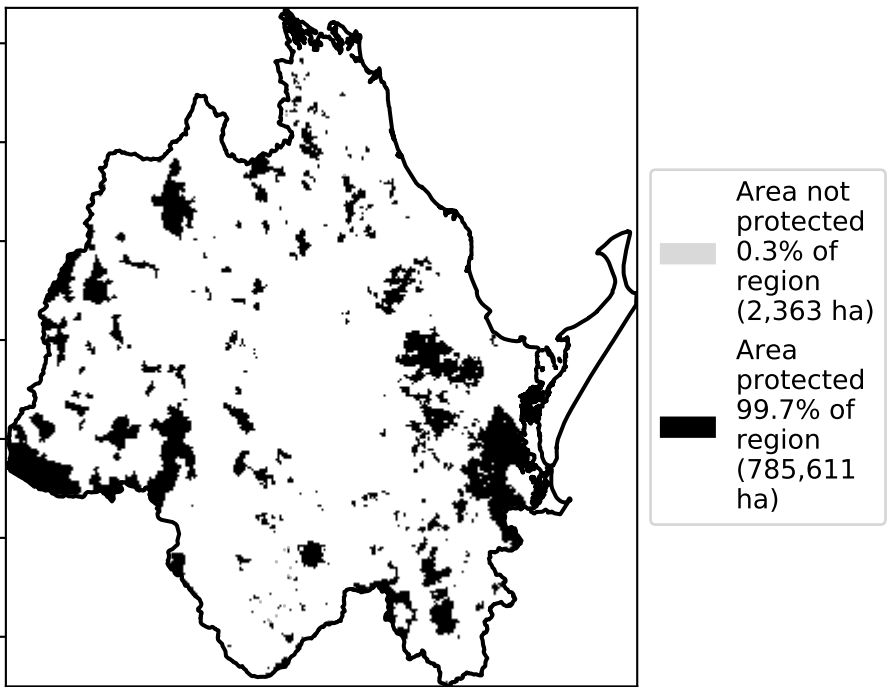 Area not
protected
0.3% of
region
(2,363 ha)
Area
protected
99.7% of
region
(785,611
ha)